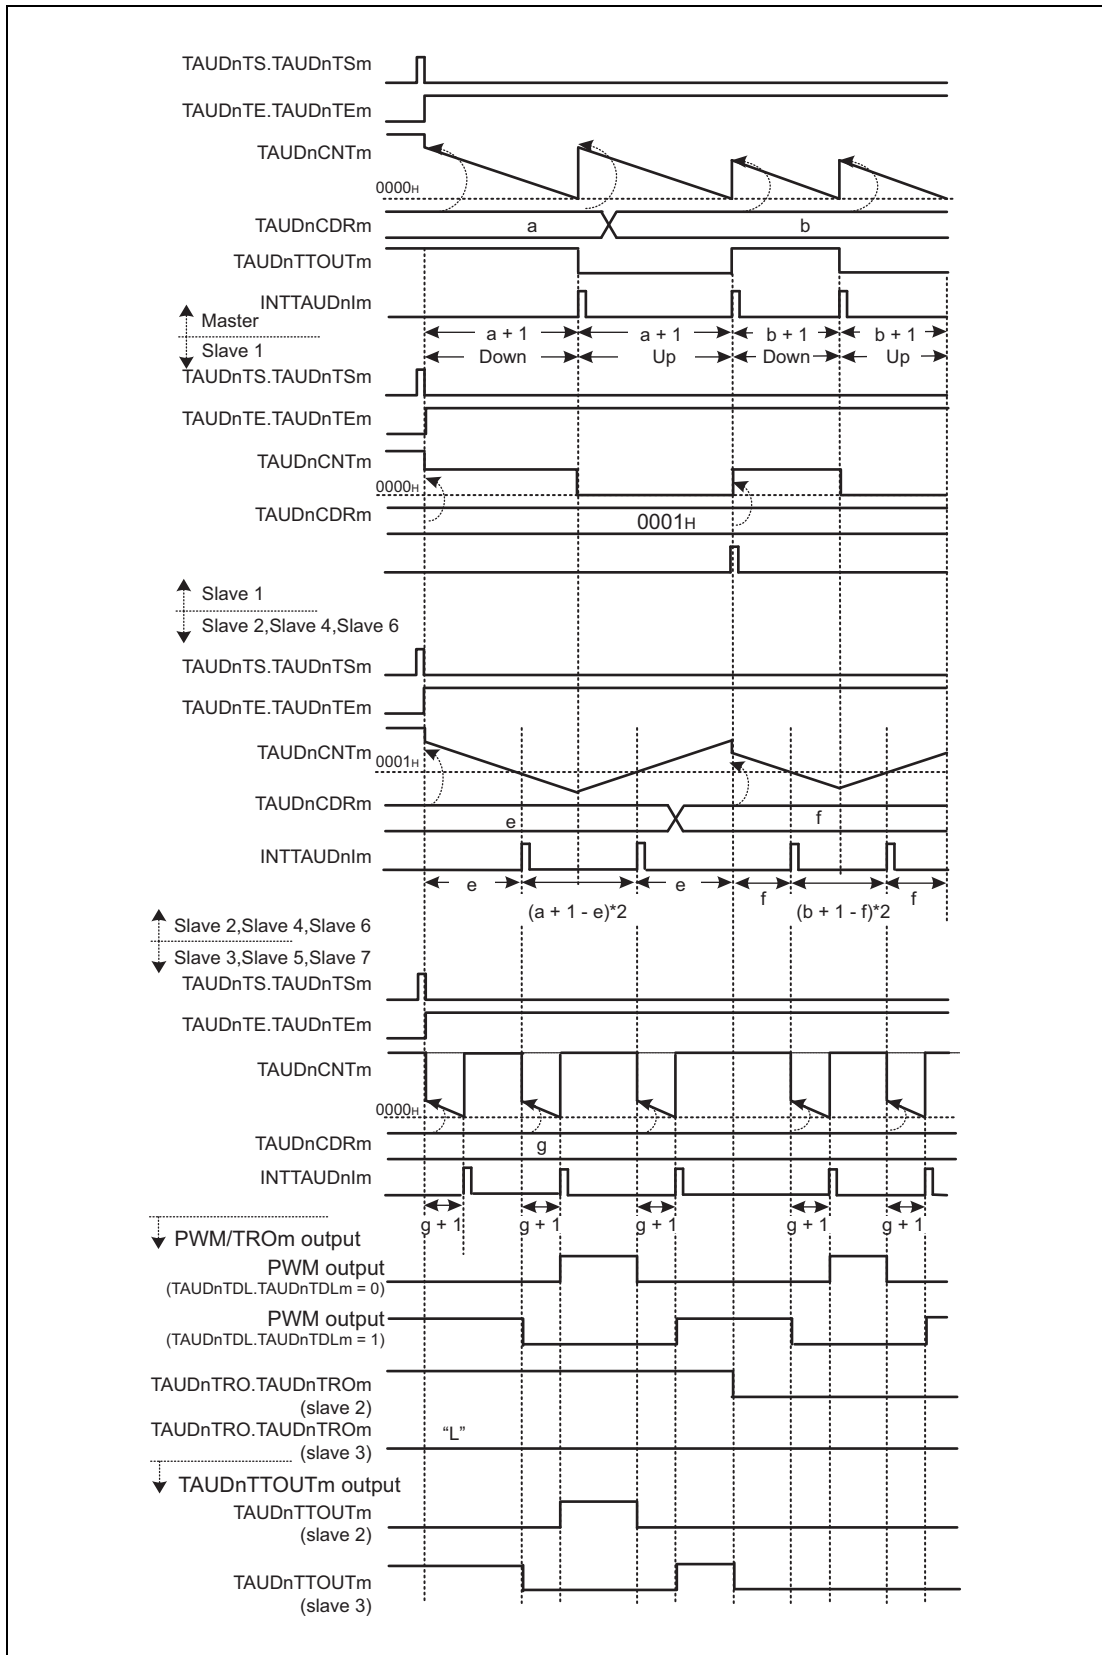 TAUDnTS.TAUDnTSm
TAUDnTE.TAUDnTEm
TAUDnCNTm
0000H
TAUDnCDRm
a
b
TAUDnTTOUTm
INTTAUDnIm
Master
a + 1
a + 1
b + 1
b + 1
Slave 1
Down
Up
Down
Up
TAUDnTS.TAUDnTSm
TAUDnTE.TAUDnTEm
TAUDnCNTm
0000H
TAUDnCDRm
0001H
Slave 1
Slave 2,Slave 4,Slave 6
TAUDnTS.TAUDnTSm
TAUDnTE.TAUDnTEm
TAUDnCNTm
0001H
TAUDnCDRm
e
f
INTTAUDnIm
e
e
f
f
(a + 1 - e)*2
(b + 1 - f)*2
Slave 2,Slave 4,Slave 6
Slave 3,Slave 5,Slave 7
TAUDnTS.TAUDnTSm
TAUDnTE.TAUDnTEm
TAUDnCNTm
0000H
TAUDnCDRm
g
INTTAUDnIm
g + 1
g + 1
g + 1
g + 1
g + 1
PWM/TROm output
PWM output
(TAUDnTDL.TAUDnTDLm = 0)
PWM output
(TAUDnTDL.TAUDnTDLm = 1)
TAUDnTRO.TAUDnTROm
(slave 2)
TAUDnTRO.TAUDnTROm
“L”
(slave 3)
TAUDnTTOUTm output
TAUDnTTOUTm
(slave 2)
TAUDnTTOUTm
(slave 3)